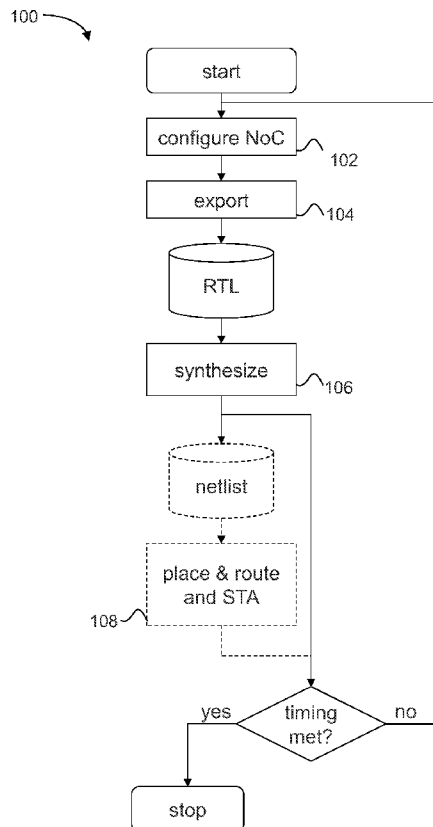 100
start
configure NoC
102
export
104
RTL
synthesize
106
netlist
place & route
and STA
108
yes
timing
met?
no
stop